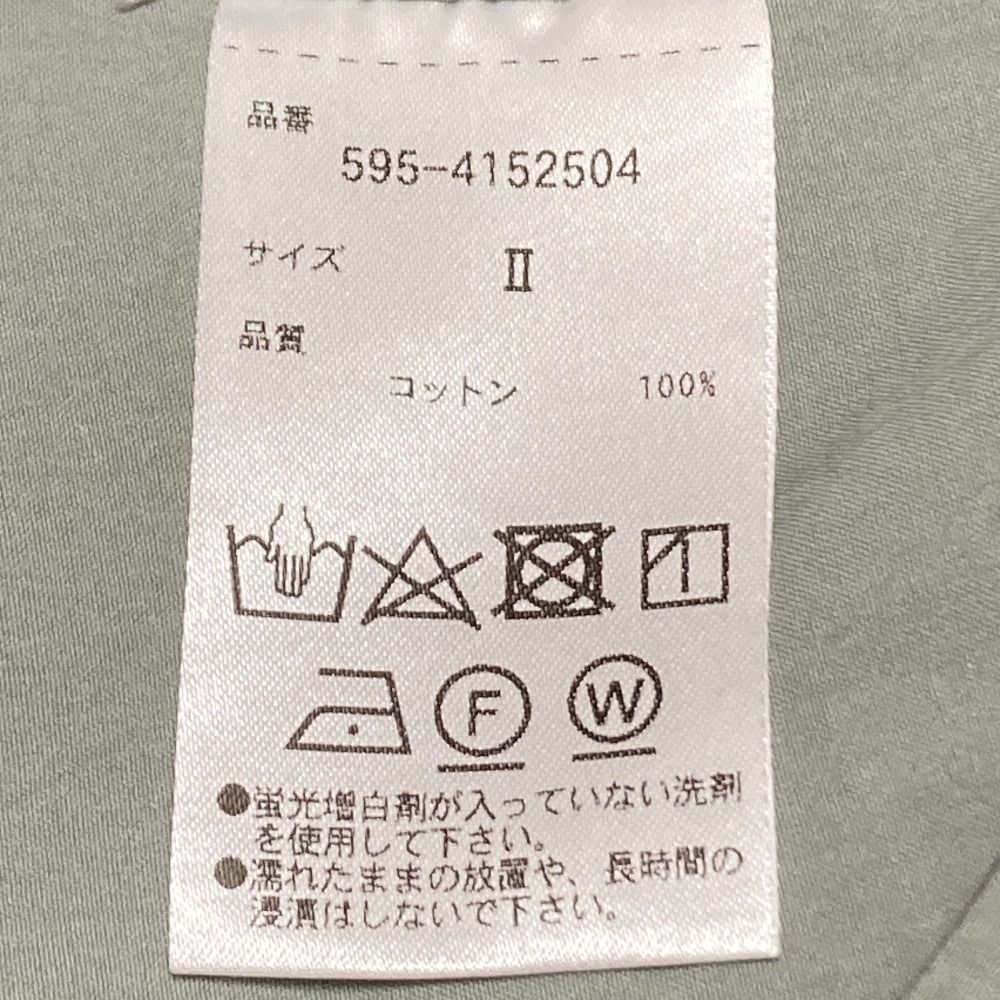 品番
595-4152504
サイズ Ⅱ
品質
コットン 100%
F W
●蛍光増白剤が入っていない洗剤
を使用して下さい。
●濡れたままの放置や、長時間の
浸漬はしないで下さい。